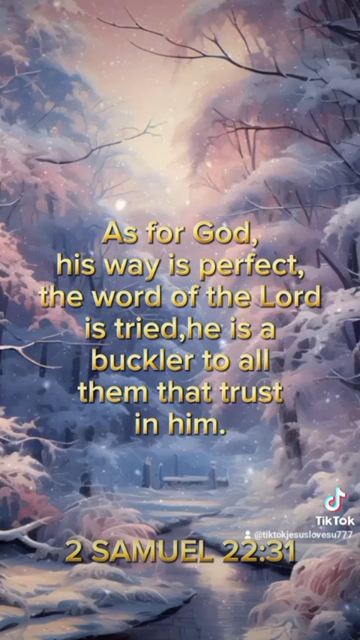 As for God,
his way is perfect,
the word of the Lord
is tried,he is a
buckler to all
them that trust
in him.
TikTok
@tiktokjesuslovesu777
2 SAMUEL 22:31